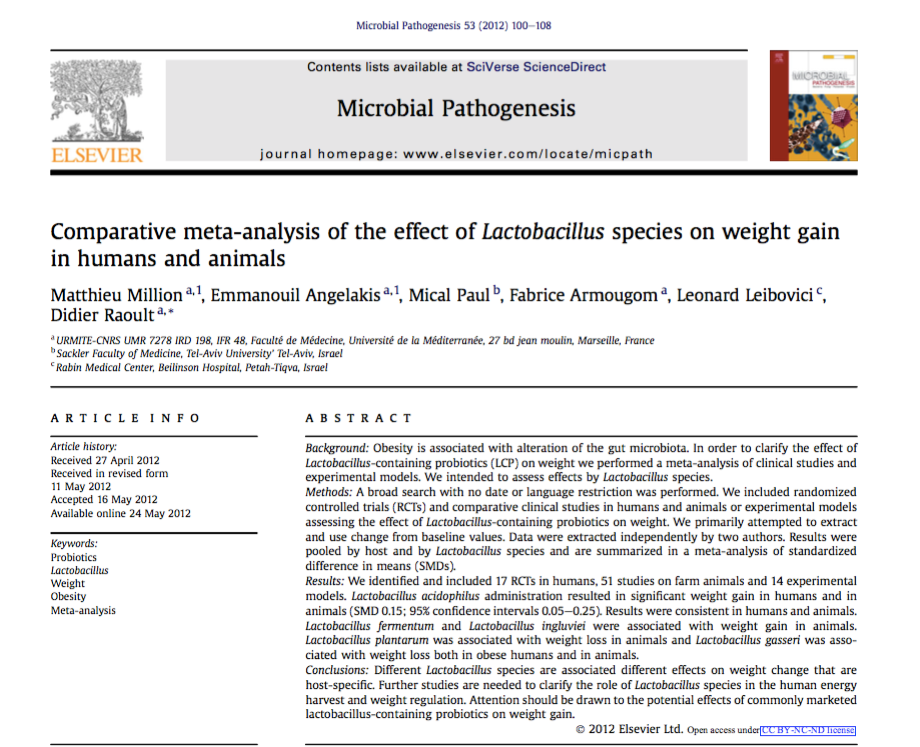 Microbial Pathogenesis 53 (2012) 100–108
Contents lists available at SciVerse ScienceDirect
Microbial Pathogenesis
journal homepage: www.elsevier.com/locate/micpath
ELSEVIER
MICROBIAL
PATHOGENESIS
Comparative meta-analysis of the effect of Lactobacillus species on weight gain
in humans and animals
Matthieu Million a,1, Emmanouil Angelakis a,1, Mical Paul b, Fabrice Armougom a, Leonard Leibovici c,
Didier Raoult a,*
a URMITE-CNRS UMR 7278 IRD 198, IFR 48, Faculté de Médecine, Université de la Méditerranée, 27 bd jean moulin, Marseille, France
b Sackler Faculty of Medicine, Tel-Aviv University' Tel-Aviv, Israel
c Rabin Medical Center, Beilinson Hospital, Petah-Tiqva, Israel
ARTICLE INFO
Article history:
Received 27 April 2012
Received in revised form
11 May 2012
Accepted 16 May 2012
Available online 24 May 2012
Keywords:
Probiotics
Lactobacillus
Weight
Obesity
Meta-analysis
ABSTRACT
Background: Obesity is associated with alteration of the gut microbiota. In order to clarify the effect of
Lactobacillus-containing probiotics (LCP) on weight we performed a meta-analysis of clinical studies and
experimental models. We intended to assess effects by Lactobacillus species.
Methods: A broad search with no date or language restriction was performed. We included randomized
controlled trials (RCTs) and comparative clinical studies in humans and animals or experimental models
assessing the effect of Lactobacillus-containing probiotics on weight. We primarily attempted to extract
and use change from baseline values. Data were extracted independently by two authors. Results were
pooled by host and by Lactobacillus species and are summarized in a meta-analysis of standardized
difference in means (SMDs).
Results: We identified and included 17 RCTs in humans, 51 studies on farm animals and 14 experimental
models. Lactobacillus acidophilus administration resulted in significant weight gain in humans and in
animals (SMD 0.15; 95% confidence intervals 0.05–0.25). Results were consistent in humans and animals.
Lactobacillus fermentum and Lactobacillus ingluviei were associated with weight gain in animals.
Lactobacillus plantarum was associated with weight loss in animals and Lactobacillus gasseri was asso-
ciated with weight loss both in obese humans and in animals.
Conclusions: Different Lactobacillus species are associated different effects on weight change that are
host-specific. Further studies are needed to clarify the role of Lactobacillus species in the human energy
harvest and weight regulation. Attention should be drawn to the potential effects of commonly marketed
lactobacillus-containing probiotics on weight gain.
© 2012 Elsevier Ltd. Open access under CC BY-NC-ND license